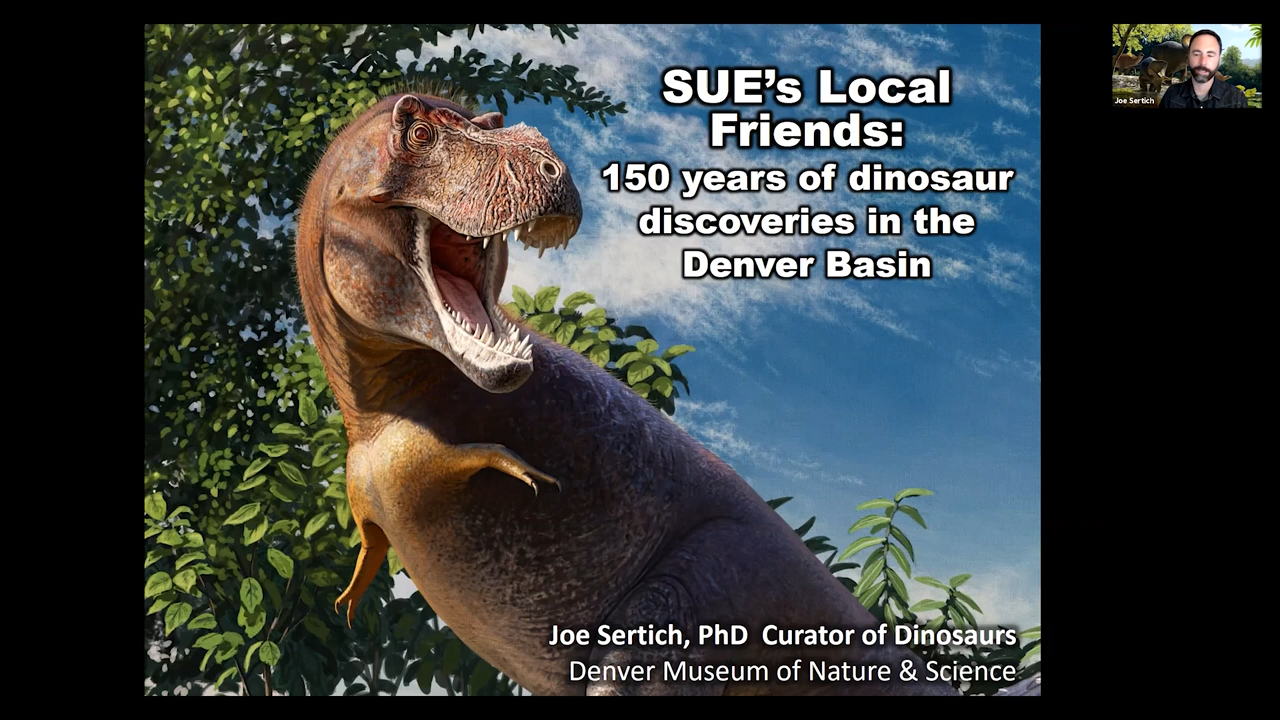 SUE’s Local
Friends:
150 years of dinosaur
discoveries in the
Denver Basin
Joe Sertich, PhD  Curator of Dinosaurs
Denver Museum of Nature & Science
Joe Sertich